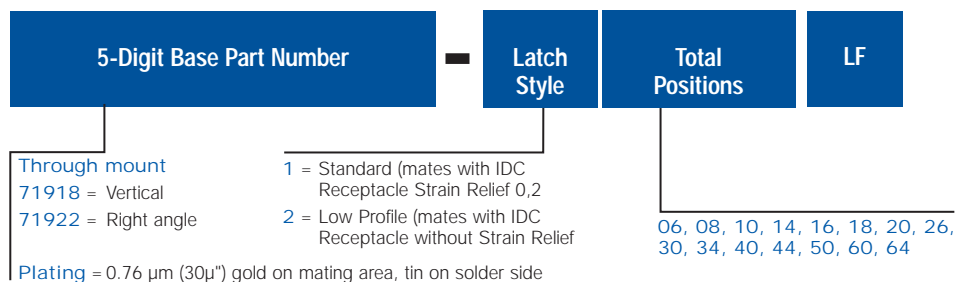 5-Digit Base Part Number
-
Latch
Style
Total
Positions
LF
Through mount
71918 = Vertical
71922 = Right angle
Plating = 0.76 µm (30µ") gold on mating area, tin on solder side
1 = Standard (mates with IDC
Receptacle Strain Relief 0,2
2 = Low Profile (mates with IDC
Receptacle without Strain Relief
06, 08, 10, 14, 16, 18, 20, 26,
30, 34, 40, 44, 50, 60, 64